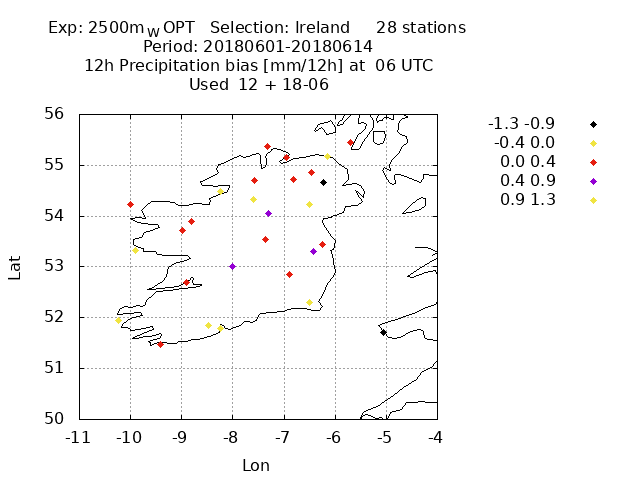 Exp: 2500m W OPT Selection: Ireland 28 stations
Period: 20180601-20180614
12h Precipitation bias [mm/12h] at 06 UTC
Used 12 + 18-06
-1.3 -0.9
-0.4 0.0
0.0 0.4
0.4 0.9
0.9 1.3
56
55
54
53
52
51
50
Lat
-11 -10 -9 -8 -7 -6 -5 -4
Lon